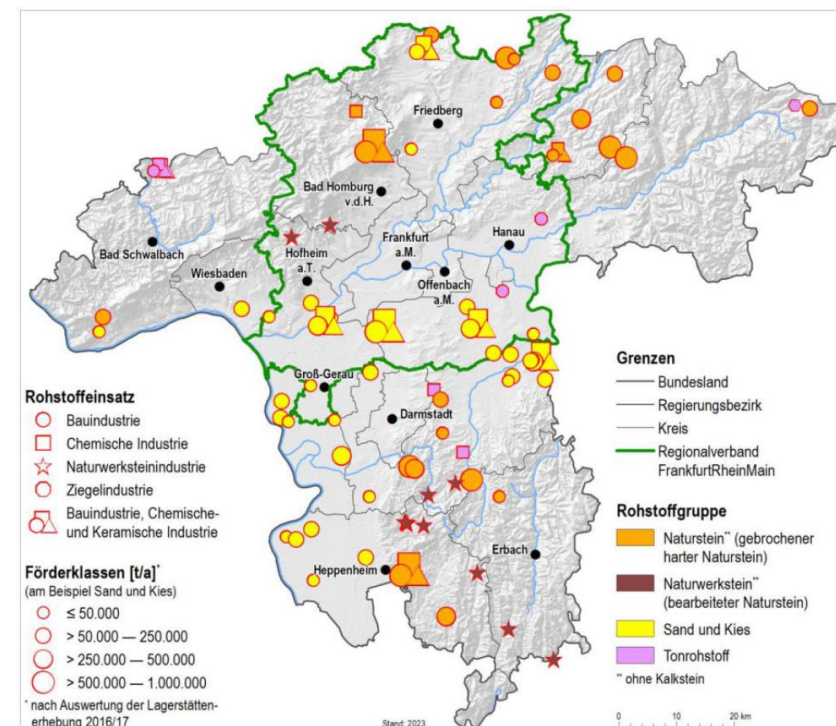 Friedberg
Bad Homburg
v.d.H.
Bad Schwalbach
Hofheim
a.T.
Frankfurt
a.M.
Hanau
Wiesbaden
Offenbach
a.M.
Groß-Gerau
Darmstadt
Erbach
Heppenheim
Rohstoffeinsatz
Bauindustrie
Chemische Industrie
Naturwerksteinindustrie
Ziegelindustrie
Bauindustrie, Chemische-
und Keramische Industrie
Förderklassen [t/a]*
(am Beispiel Sand und Kies)
≤ 50.000
> 50.000 — 250.000
> 250.000 — 500.000
> 500.000 — 1.000.000
* nach Auswertung der Lagerstätten-
erhebung 2016/17
Stand: 2023
Grenzen
Bundesland
Regierungsbezirk
Kreis
Regionalverband
FrankfurtRheinMain
Rohstoffgruppe
Naturstein** (gebrochener
harter Naturstein)
Naturwerkstein**
(bearbeiteter Naturstein)
Sand und Kies
Tonrohstoff
** ohne Kalkstein
0 10 20 km